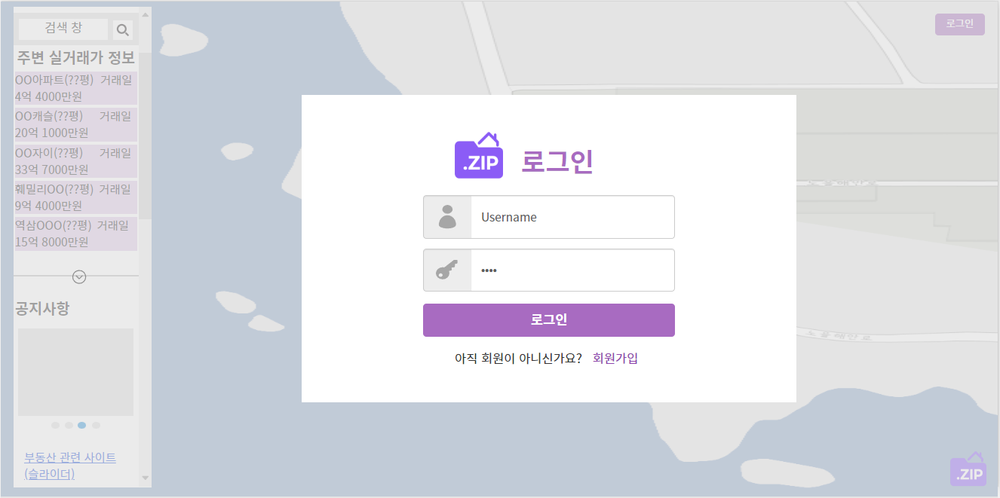 검색 창
로그인
주변 실거래가 정보
OO아파트(??평) 거래일
4억 4000만원
OO캐슬(??평) 거래일
20억 1000만원
OO자이(??평) 거래일
33억 7000만원
훼밀리OO(??평) 거래일
9억 4000만원
역삼OOO(??평) 거래일
15억 8000만원
공지사항
부동산 관련 사이트
(슬라이더)
.ZIP 로그인
Username
••••
로그인
아직 회원이 아니신가요? 회원가입
.ZIP